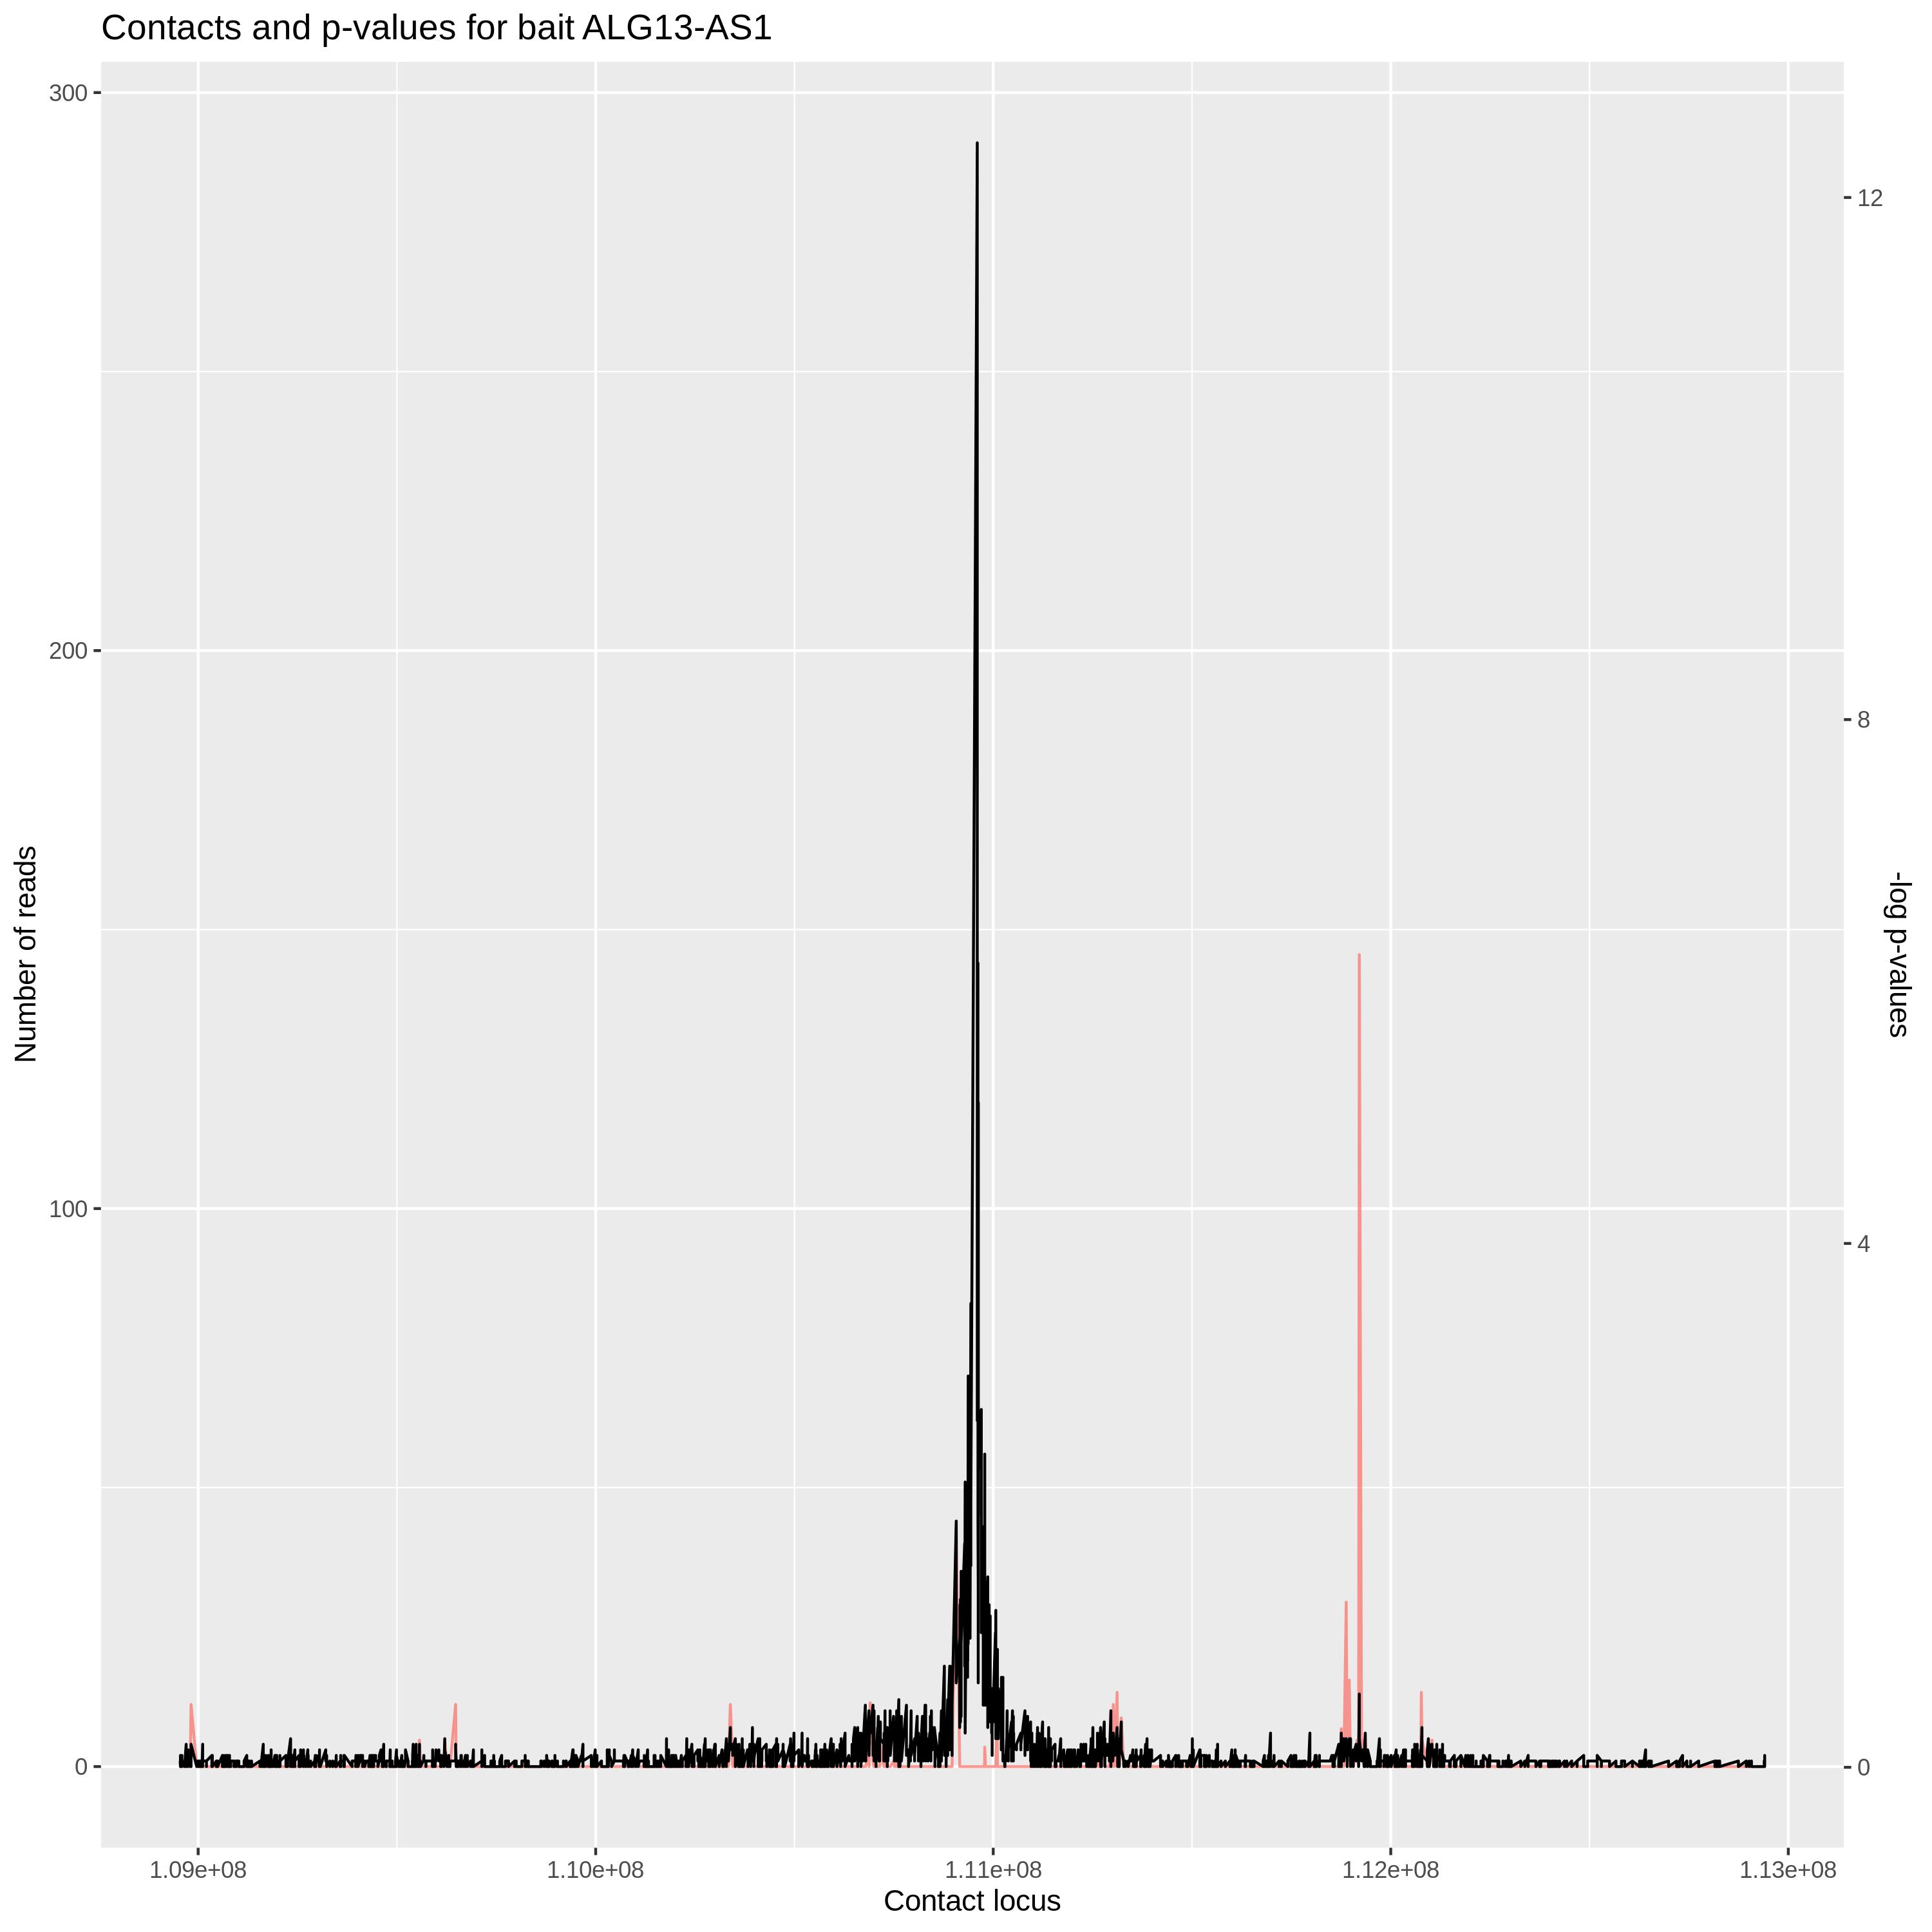 Contacts and p-values for bait ALG13-AS1
300
200
100
0
12
8
4
0
Number of reads
-log p-values
1.09e+08
1.10e+08
1.11e+08
1.12e+08
1.13e+08
Contact locus